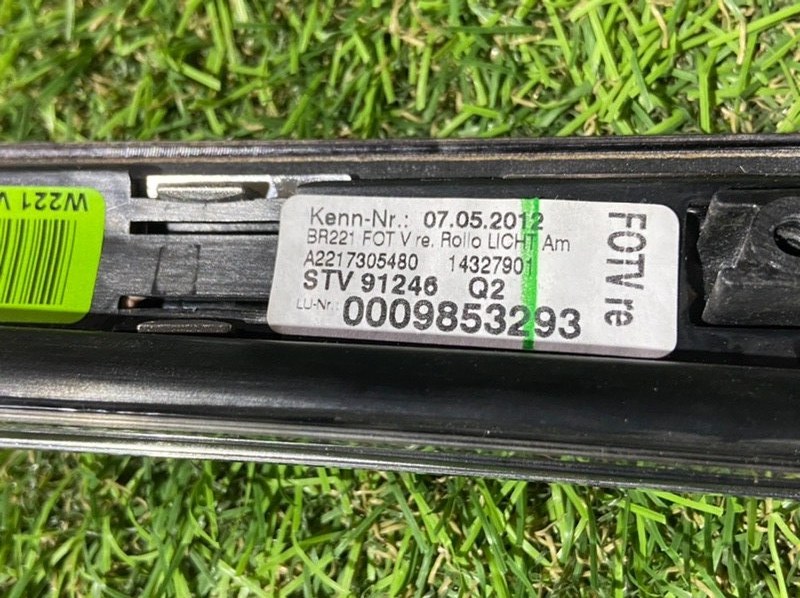 W221 V
Kenn-Nr.: 07.05.2012
BR221 FOT V re. Rollo LICHT Am
A2217305480 14327901
STV 91246 Q2
LU-Nr.: 0009853293
FOTV re